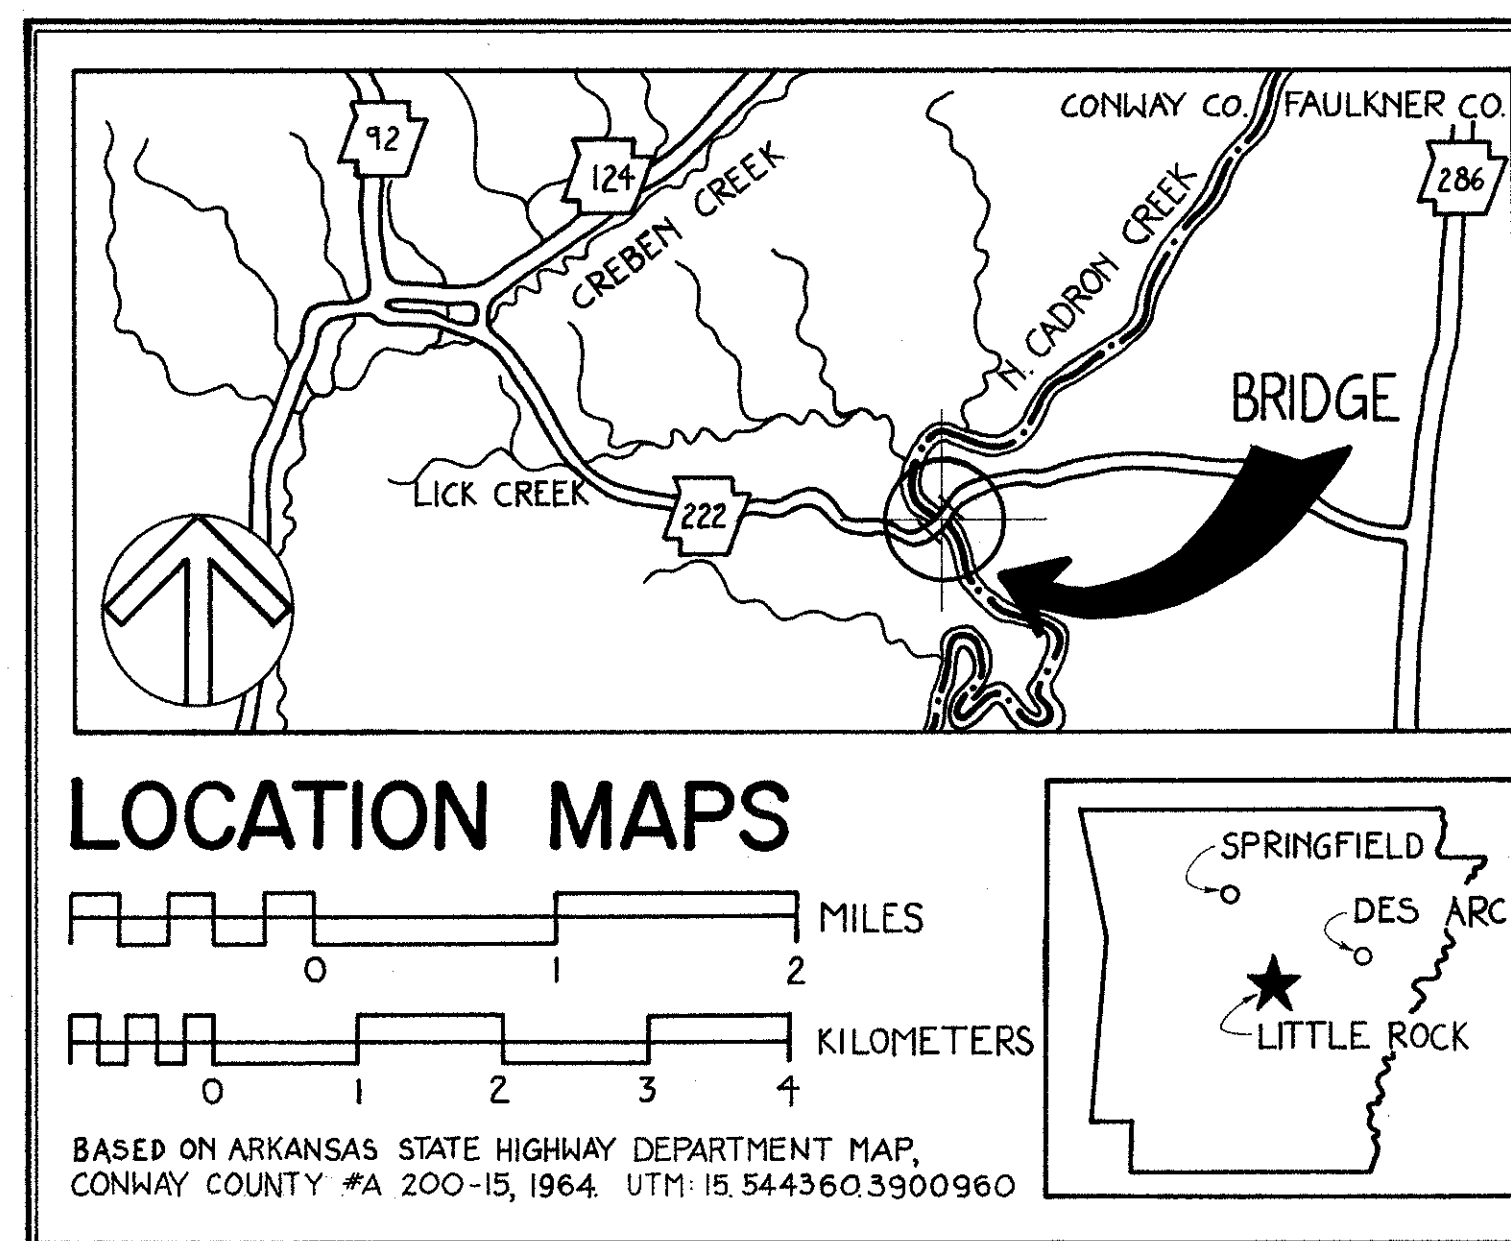 CONWAY CO. FAULKNER CO.
92
124
286
CREBEN CREEK
N. CADRON CREEK
BRIDGE
LICK CREEK
222
LOCATION MAPS
MILES
0 1 2
KILOMETERS
0 1 2 3 4
BASED ON ARKANSAS STATE HIGHWAY DEPARTMENT MAP,
CONWAY COUNTY #A 200-15, 1964. UTM: 15.544360.3900960
SPRINGFIELD
DES ARC
LITTLE ROCK